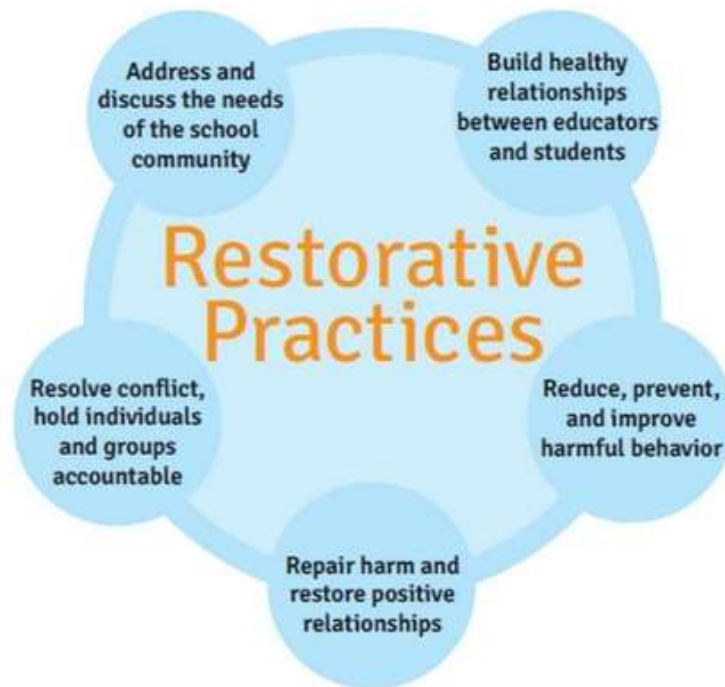 Address and
discuss the needs
of the school
community
Build healthy
relationships
between educators
and students
Restorative
Practices
Resolve conflict,
hold individuals
and groups
accountable
Reduce, prevent,
and improve
harmful behavior
Repair harm and
restore positive
relationships